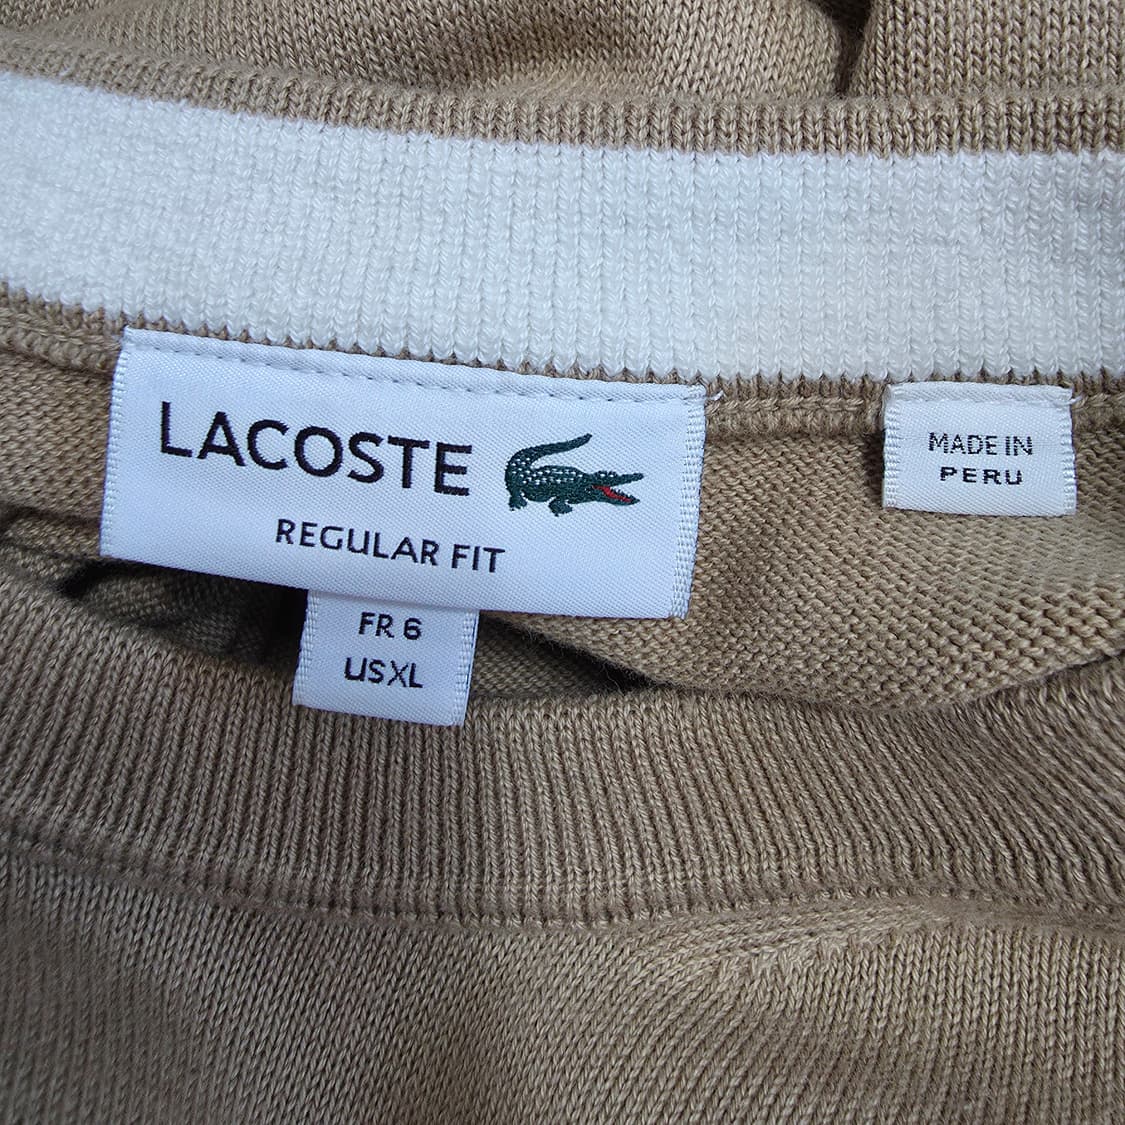 LACOSTE
REGULAR FIT
FR 6
US XL
MADE IN
PERU